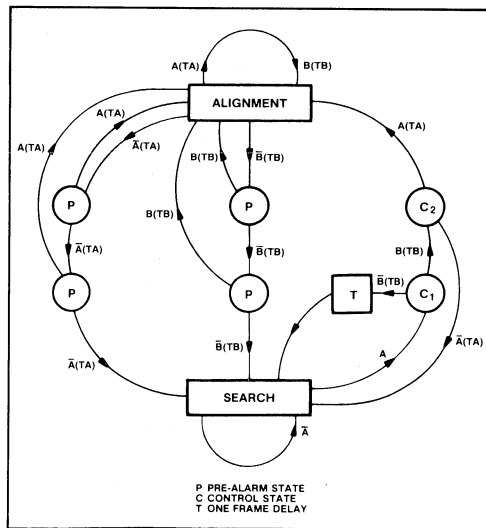 A(TA) B(TB)
ALIGNMENT
A(TA)
A(TA)
A̅(TA)
B(TB)
B̅(TB)
A(TA)
P
P
C2
B(TB)
A̅(TA)
B̅(TB)
B(TB)
P
P
T
B̅(TB)
C1
A̅(TA)
B̅(TB)
A
A̅(TA)
SEARCH
A̅
P PRE-ALARM STATE
C CONTROL STATE
T ONE FRAME DELAY